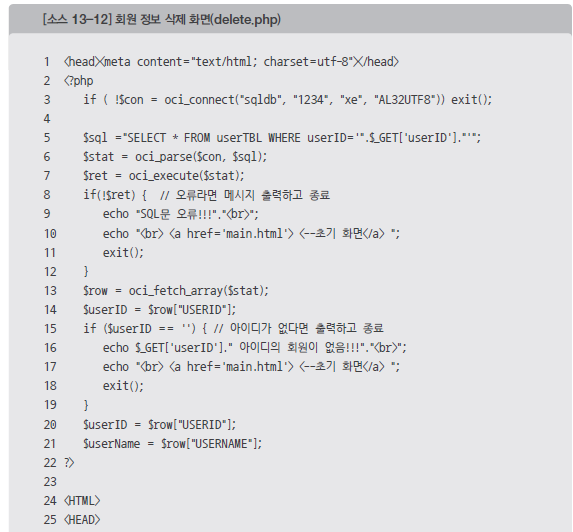 [소스 13-12] 회원 정보 삭제 화면(delete.php)
1 <head><meta content="text/html; charset=utf-8"></head>
2 <?php
3 if ( !$con = oci_connect("sqldb", "1234", "xe", "AL32UTF8")) exit();
4
5 $sql ="SELECT * FROM userTBL WHERE userID='".$_GET['userID']."'";
6 $stat = oci_parse($con, $sql);
7 $ret = oci_execute($stat);
8 if(!$ret) { // 오류라면 메시지 출력하고 종료
9 echo "SQL문 오류!!!"."<br>";
10 echo "<br> <a href='main.html'> <--초기 화면</a> ";
11 exit();
12 }
13 $row = oci_fetch_array($stat);
14 $userID = $row["USERID"];
15 if ($userID == '') { // 아이디가 없다면 출력하고 종료
16 echo $_GET['userID']." 아이디의 회원이 없음!!!"."<br>";
17 echo "<br> <a href='main.html'> <--초기 화면</a> ";
18 exit();
19 }
20 $userID = $row["USERID"];
21 $userName = $row["USERNAME"];
22 ?>
23
24 <HTML>
25 <HEAD>